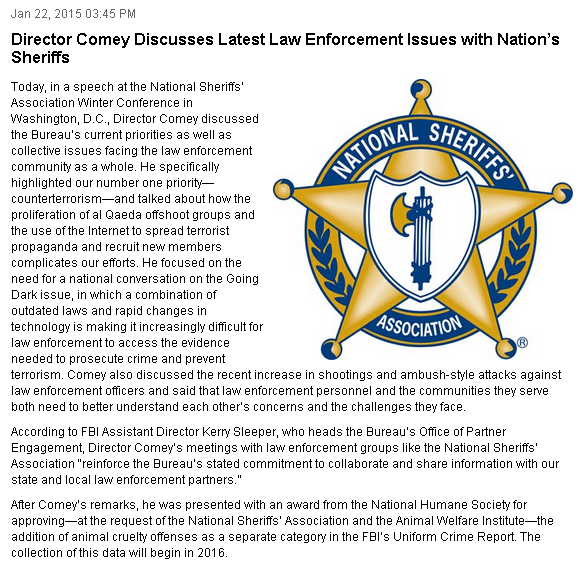 Jan 22, 2015 03:45 PM
Director Comey Discusses Latest Law Enforcement Issues with Nation's
Sheriffs
Today, in a speech at the National Sheriffs'
Association Winter Conference in
Washington, D.C., Director Comey discussed
the Bureau's current priorities as well as
collective issues facing the law enforcement
community as a whole. He specifically
highlighted our number one priority—
counterterrorism—and talked about how the
proliferation of al Qaeda offshoot groups and
the use of the Internet to spread terrorist
propaganda and recruit new members
complicates our efforts. He focused on the
need for a national conversation on the Going
Dark issue, in which a combination of
outdated laws and rapid changes in
technology is making it increasingly difficult for
law enforcement to access the evidence
needed to prosecute crime and prevent
terrorism. Comey also discussed the recent increase in shootings and ambush-style attacks against
law enforcement officers and said that law enforcement personnel and the communities they serve
both need to better understand each other's concerns and the challenges they face.
NATIONAL SHERIFFS'
ASSOCIATION
®
According to FBI Assistant Director Kerry Sleeper, who heads the Bureau's Office of Partner
Engagement, Director Comey's meetings with law enforcement groups like the National Sheriffs'
Association "reinforce the Bureau's stated commitment to collaborate and share information with our
state and local law enforcement partners."
After Comey's remarks, he was presented with an award from the National Humane Society for
approving—at the request of the National Sheriffs' Association and the Animal Welfare Institute—the
addition of animal cruelty offenses as a separate category in the FBI's Uniform Crime Report. The
collection of this data will begin in 2016.